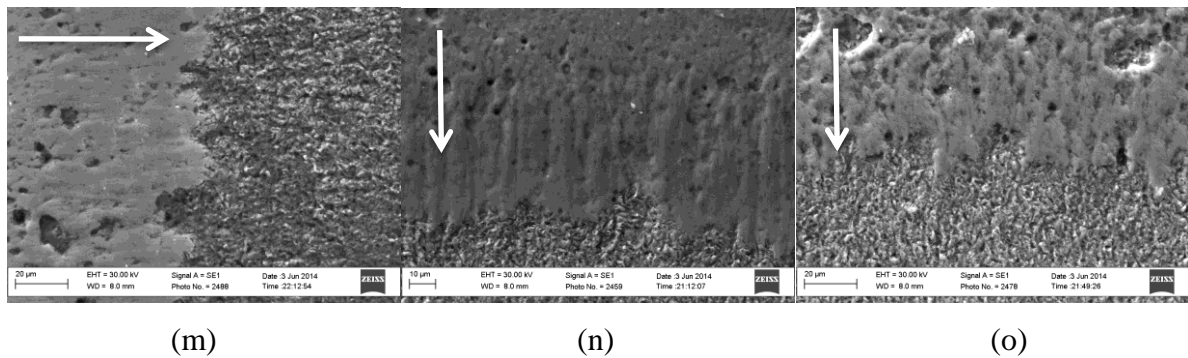 20 µm EHT = 30.00 kV Signal A = SE1 Date :3 Jun 2014 ZEISS
WD = 8.0 mm Photo No. = 2488 Time :22:12:54
10 µm EHT = 30.00 kV Signal A = SE1 Date :3 Jun 2014 ZEISS
WD = 8.0 mm Photo No. = 2459 Time :21:12:07
20 µm EHT = 30.00 kV Signal A = SE1 Date :3 Jun 2014 ZEISS
WD = 8.0 mm Photo No. = 2478 Time :21:49:26
(m) (n) (o)